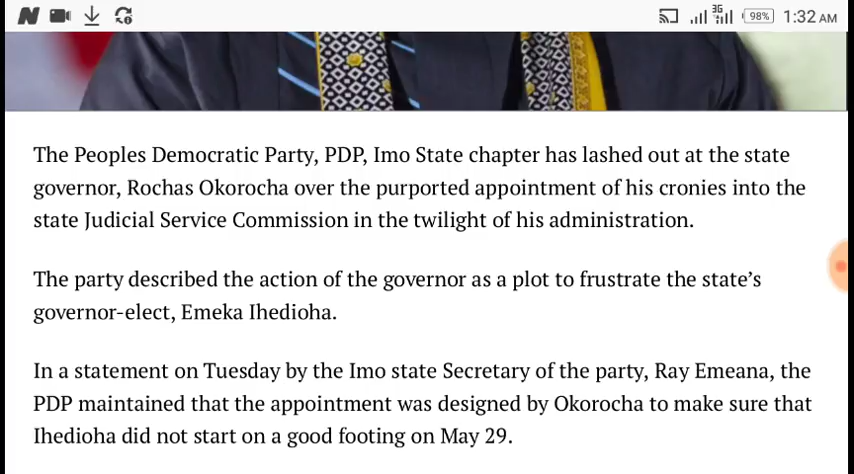 N 3G 98% 1:32 AM
The Peoples Democratic Party, PDP, Imo State chapter has lashed out at the state
governor, Rochas Okorocha over the purported appointment of his cronies into the
state Judicial Service Commission in the twilight of his administration.
The party described the action of the governor as a plot to frustrate the state’s
governor-elect, Emeka Ihedioha.
In a statement on Tuesday by the Imo state Secretary of the party, Ray Emeana, the
PDP maintained that the appointment was designed by Okorocha to make sure that
Ihedioha did not start on a good footing on May 29.